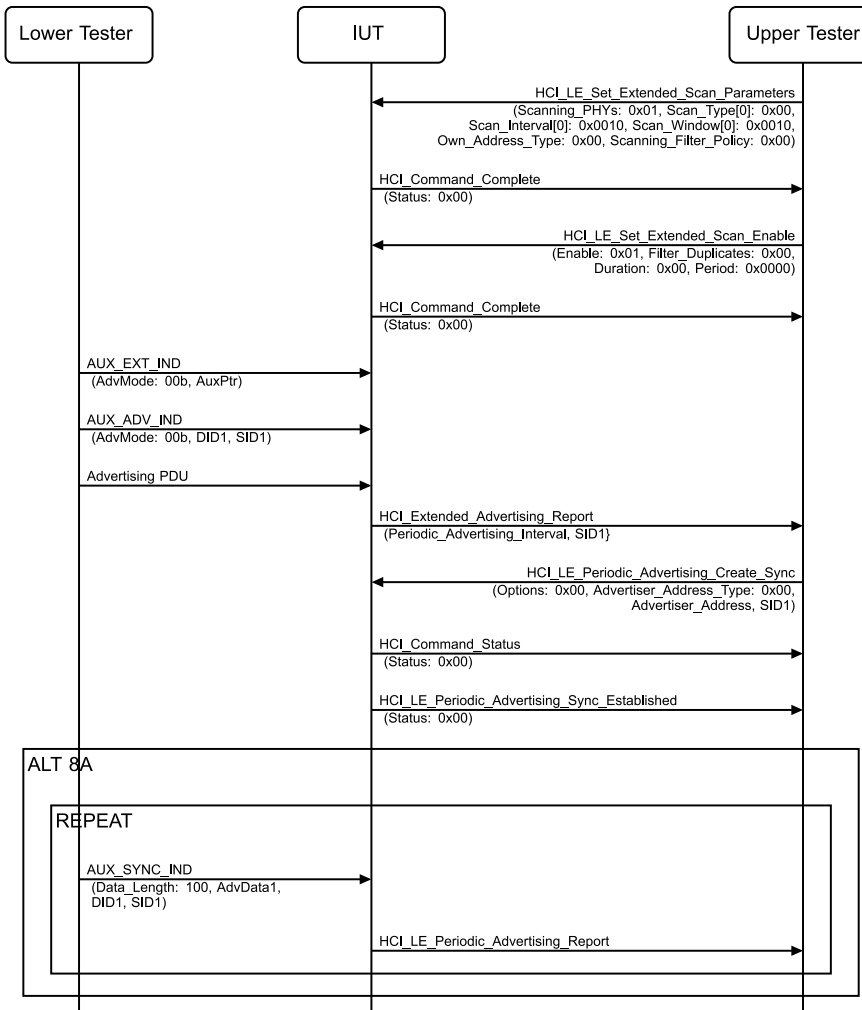 Lower Tester
IUT
Upper Tester
HCI_LE_Set_Extended_Scan_Parameters
(Scanning_PHYs: 0x01, Scan_Type[0]: 0x00,
Scan_Interval[0]: 0x0010, Scan_Window[0]: 0x0010,
Own_Address_Type: 0x00, Scanning_Filter_Policy: 0x00)
HCI_Command_Complete
(Status: 0x00)
HCI_LE_Set_Extended_Scan_Enable
(Enable: 0x01, Filter_Duplicates: 0x00,
Duration: 0x00, Period: 0x0000)
HCI_Command_Complete
(Status: 0x00)
AUX_EXT_IND
(AdvMode: 00b, AuxPtr)
AUX_ADV_IND
(AdvMode: 00b, DID1, SID1)
Advertising PDU
HCI_Extended_Advertising_Report
(Periodic_Advertising_Interval, SID1}
HCI_LE_Periodic_Advertising_Create_Sync
(Options: 0x00, Advertiser_Address_Type: 0x00,
Advertiser_Address, SID1)
HCI_Command_Status
(Status: 0x00)
HCI_LE_Periodic_Advertising_Sync_Established
(Status: 0x00)
ALT 8A
REPEAT
AUX_SYNC_IND
(Data_Length: 100, AdvData1,
DID1, SID1)
HCI_LE_Periodic_Advertising_Report